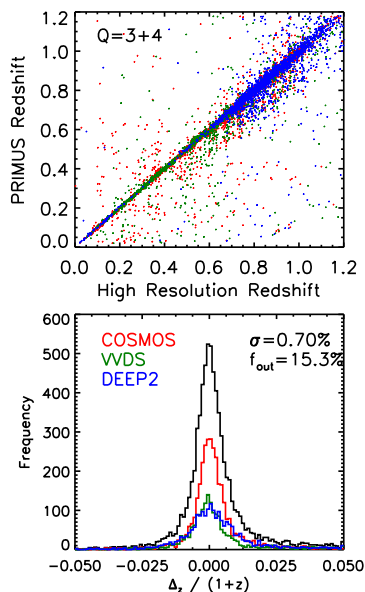 1.2
1.0
0.8
0.6
0.4
0.2
0.0
PRIMUS Redshift
Q=3+4
0.0 0.2 0.4 0.6 0.8 1.0 1.2
High Resolution Redshift
600
500
400
300
200
100
0
Frequency
COSMOS
VVDS
DEEP2
σ=0.70%
f_out=15.3%
−0.050 −0.025 0.000 0.025 0.050
Δ_z / (1+z)